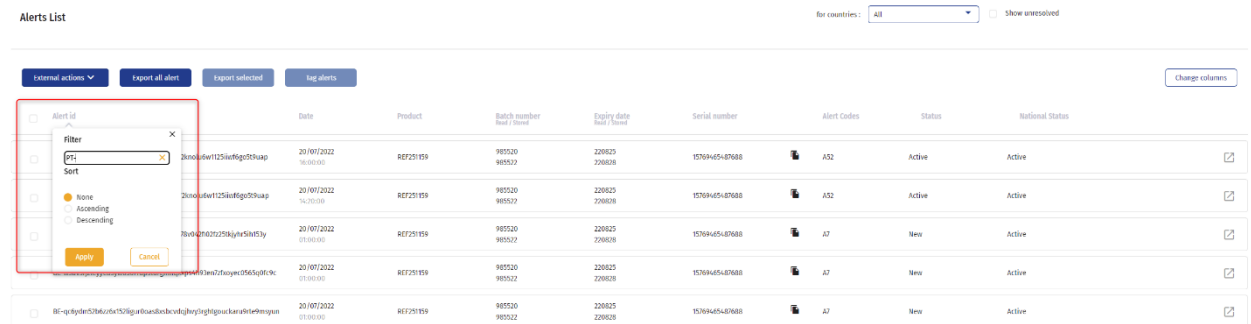 Alerts List
for countries : All Show unresolved
External actions Export all alert Export selected Tag alerts Change columns
Alert id Date Product Batch number Expiry date Serial number Alert Codes Status National Status
Read / Stored Read / Stored
Filter
PT-
Sort
None
Ascending
Descending
Apply Cancel
20/07/2022 REF251159 985520 220825 15769465487688 A52 Active Active
16:00:00 985522 220828
20/07/2022 REF251159 985520 220825 15769465487688 A52 Active Active
14:20:00 985522 220828
20/07/2022 REF251159 985520 220825 15769465487688 A7 New Active
01:00:00 985522 220828
20/07/2022 REF251159 985520 220825 15769465487688 A7 New Active
01:00:00 985522 220828
20/07/2022 REF251159 985520 220825 15769465487688 A7 New Active
01:00:00 985522 220828